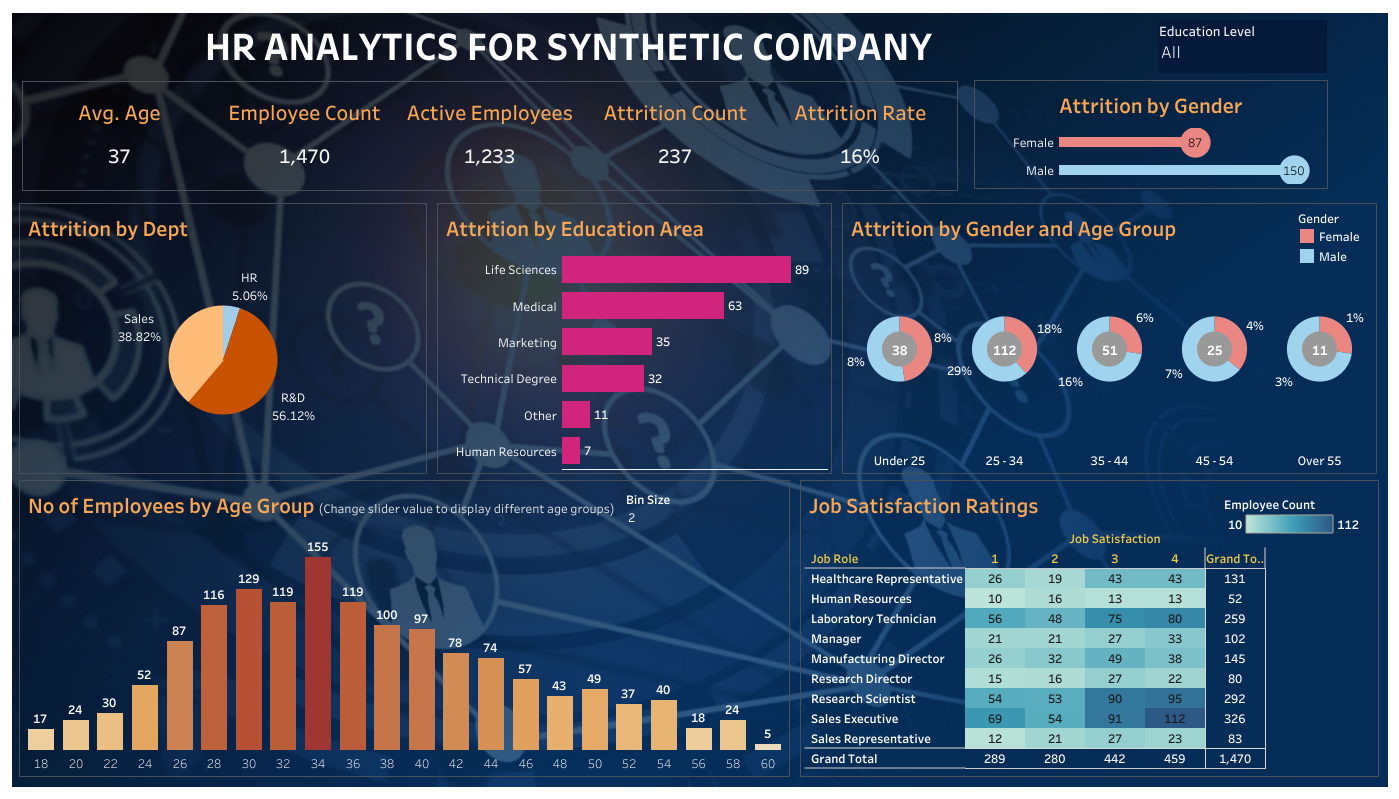 HR ANALYTICS FOR SYNTHETIC COMPANY
Education Level
All
Avg. Age
37
Employee Count
1,470
Active Employees
1,233
Attrition Count
237
Attrition Rate
16%
Attrition by Gender
Female 87
Male 150
Attrition by Dept
HR
5.06%
Sales
38.82%
R&D
56.12%
Attrition by Education Area
Life Sciences 89
Medical 63
Marketing 35
Technical Degree 32
Other 11
Human Resources 7
Attrition by Gender and Age Group
Gender
Female
Male
38 8% 8%
112 18% 29%
51 6% 16%
25 4% 7%
11 1% 3%
Under 25 25 - 34 35 - 44 45 - 54 Over 55
No of Employees by Age Group (Change slider value to display different age groups)
Bin Size
2
17 24 30 52 87 116 129 119 155 119 100 97 78 74 57 43 49 37 40 18 24 5
18 20 22 24 26 28 30 32 34 36 38 40 42 44 46 48 50 52 54 56 58 60
Job Satisfaction Ratings
Employee Count
10 112
Job Satisfaction
Job Role 1 2 3 4 Grand To..
Healthcare Representative 26 19 43 43 131
Human Resources 10 16 13 13 52
Laboratory Technician 56 48 75 80 259
Manager 21 21 27 33 102
Manufacturing Director 26 32 49 38 145
Research Director 15 16 27 22 80
Research Scientist 54 53 90 95 292
Sales Executive 69 54 91 112 326
Sales Representative 12 21 27 23 83
Grand Total 289 280 442 459 1,470